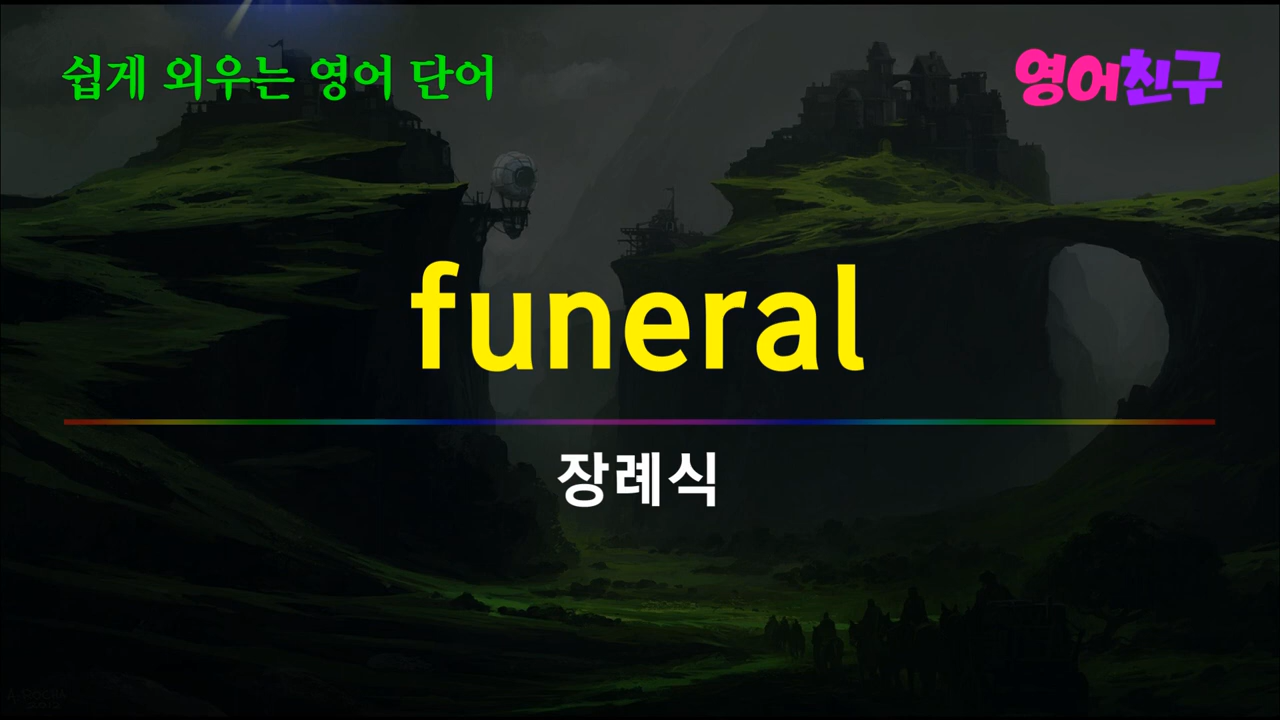 쉽게 외우는 영어 단어
영어친구
funeral
장례식